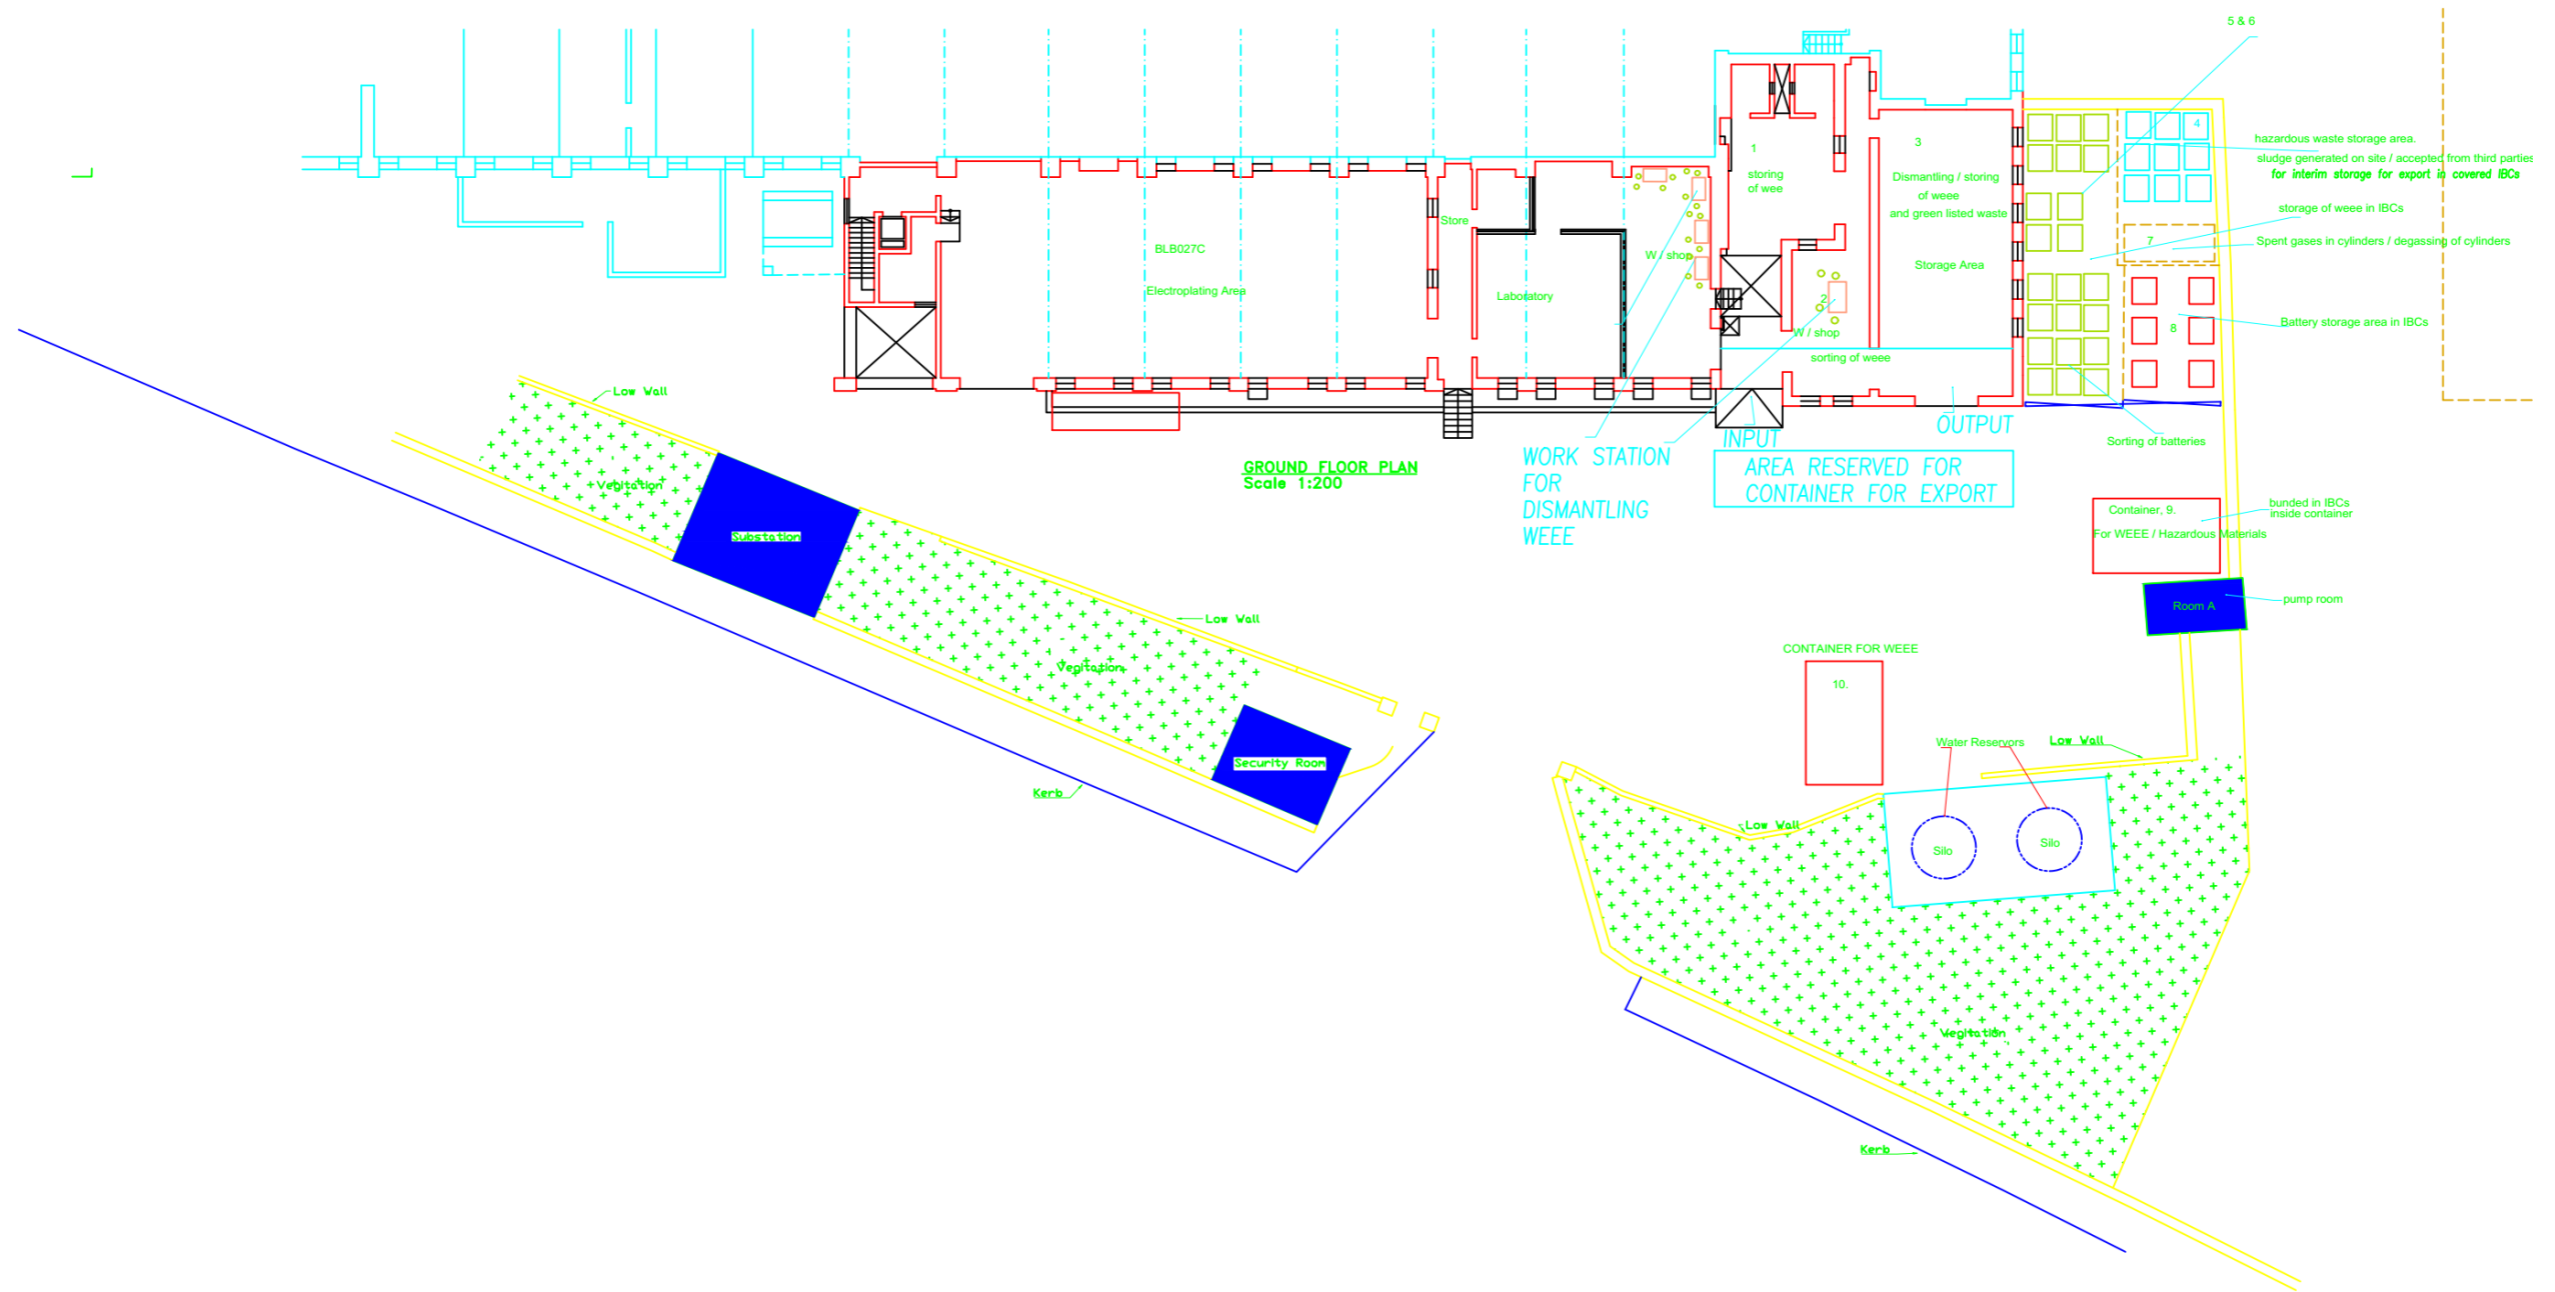 5 & 6
4
hazardous waste storage area.
sludge generated on site / accepted from third parties
for interim storage for export in covered IBCs
storage of weee in IBCs
7
Spent gases in cylinders / degassing of cylinders
8
Battery storage area in IBCs
Sorting of batteries
1
storing
of wee
3
Dismantling / storing
of weee
and green listed waste
Storage Area
Store
BLB027C
Electroplating Area
Laboratory
W / shop
2
W / shop
sorting of weee
INPUT
OUTPUT
WORK STATION
FOR
DISMANTLING
WEEE
AREA RESERVED FOR
CONTAINER FOR EXPORT
GROUND FLOOR PLAN
Scale 1:200
Low Wall
Vegitation
Substation
Low Wall
Vegitation
Security Room
Kerb
Container, 9.
For WEEE / Hazardous Materials
bunded in IBCs
inside container
Room A
pump room
CONTAINER FOR WEEE
10.
Water Reservors
Low Wall
Low Wall
Silo
Silo
Vegitation
Kerb